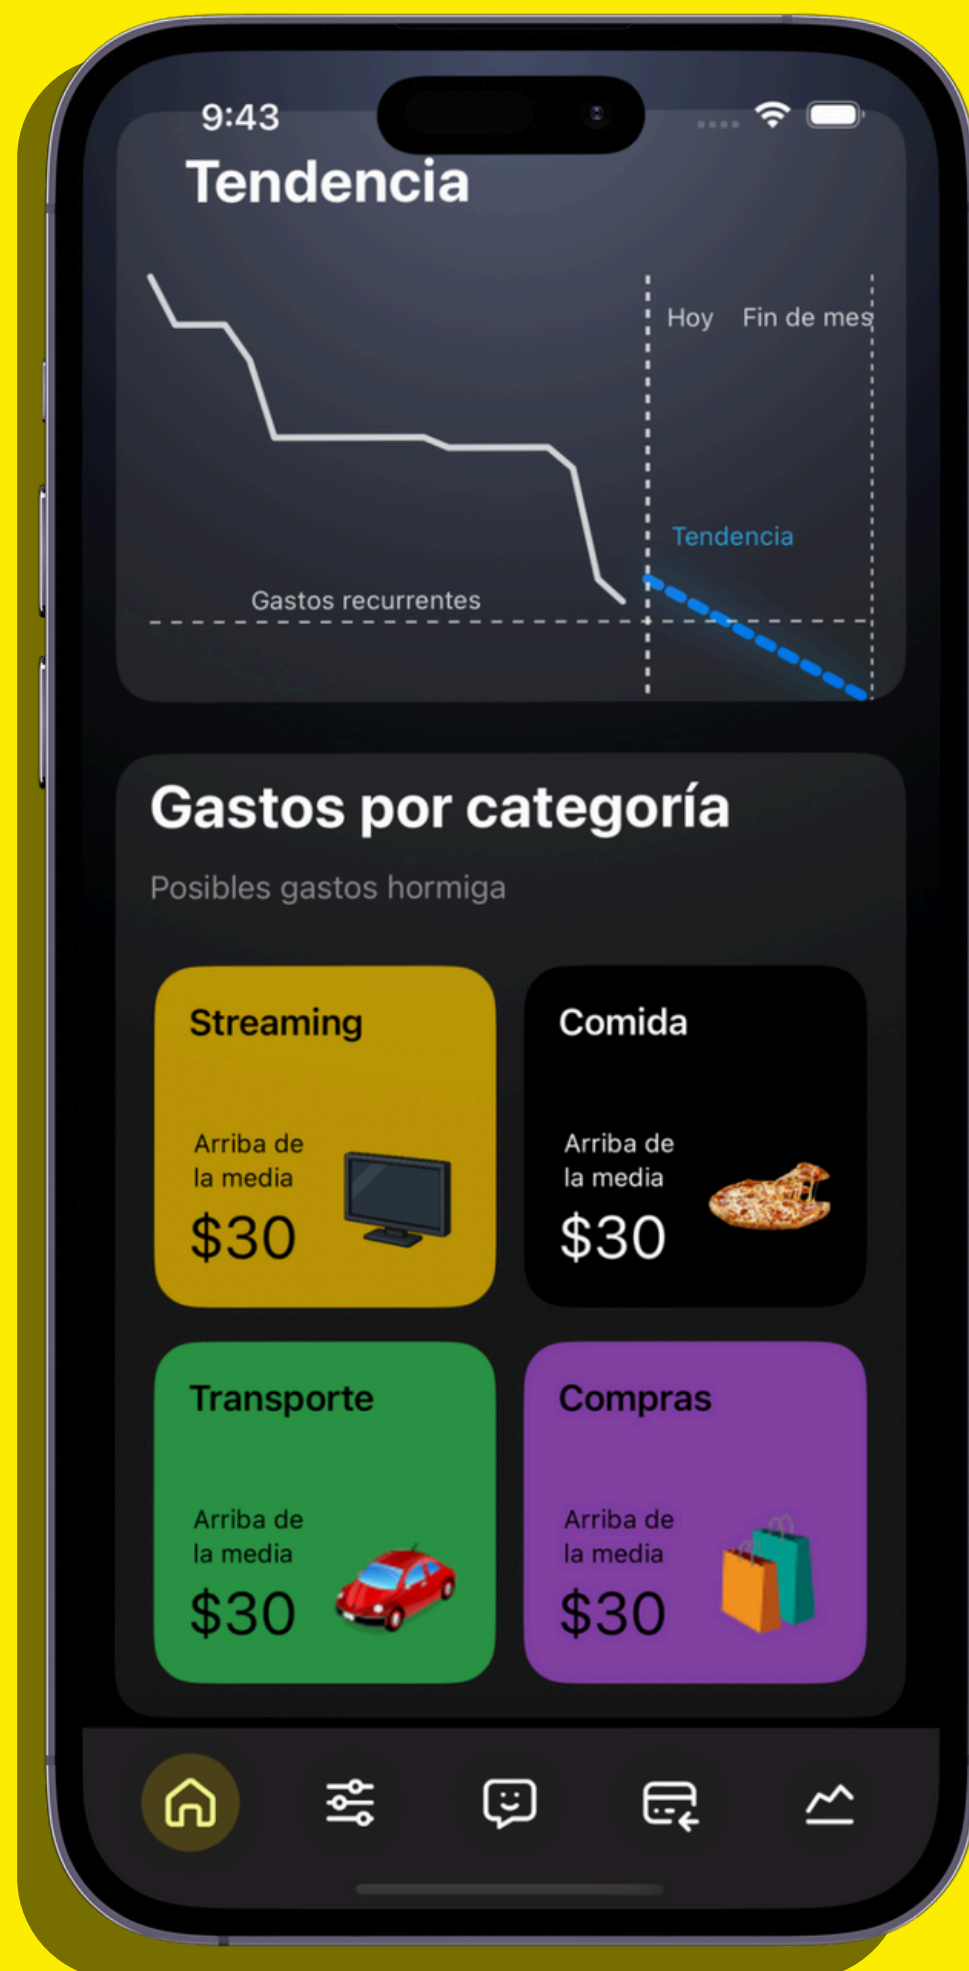 9:43
Tendencia
Hoy
Fin de mes
Tendencia
Gastos recurrentes
Gastos por categoría
Posibles gastos hormiga
Streaming
Arriba de
la media
$30
Comida
Arriba de
la media
$30
Transporte
Arriba de
la media
$30
Compras
Arriba de
la media
$30